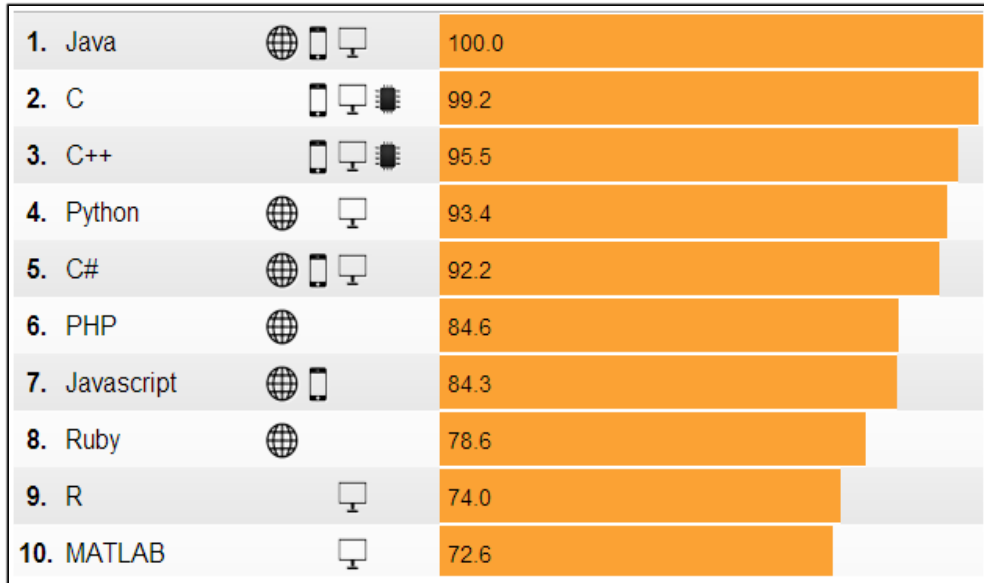 1. Java 100.0
2. C 99.2
3. C++ 95.5
4. Python 93.4
5. C# 92.2
6. PHP 84.6
7. Javascript 84.3
8. Ruby 78.6
9. R 74.0
10. MATLAB 72.6